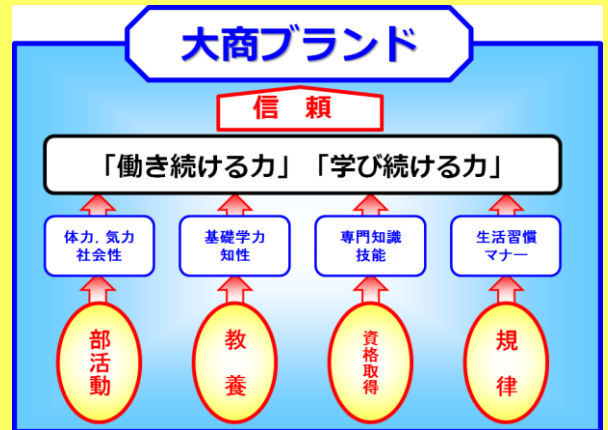 大商ブランド
信 頼
「働き続ける力」「学び続ける力」
体力，気力
社会性
基礎学力
知性
専門知識
技能
生活習慣
マナー
部活動
教 養
資格取得
規 律